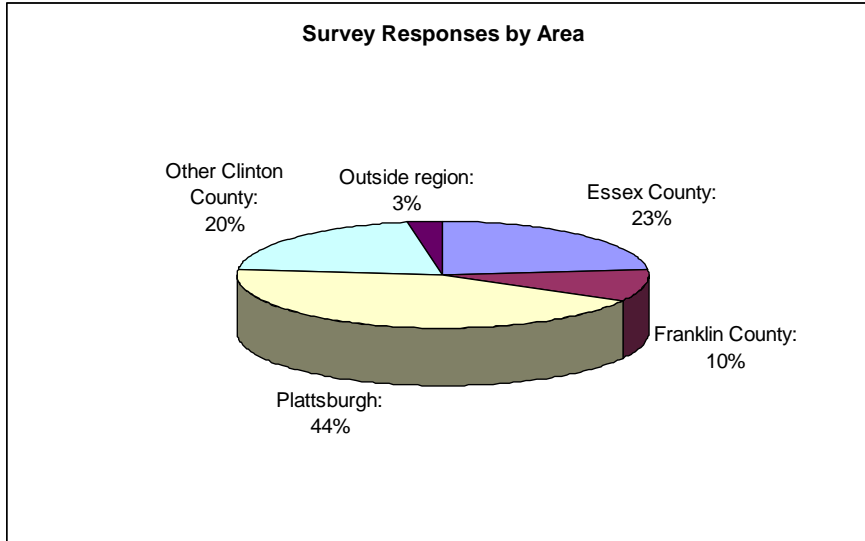 Survey Responses by Area
Other Clinton
County:
20%
Outside region:
3%
Essex County:
23%
Franklin County:
10%
Plattsburgh:
44%